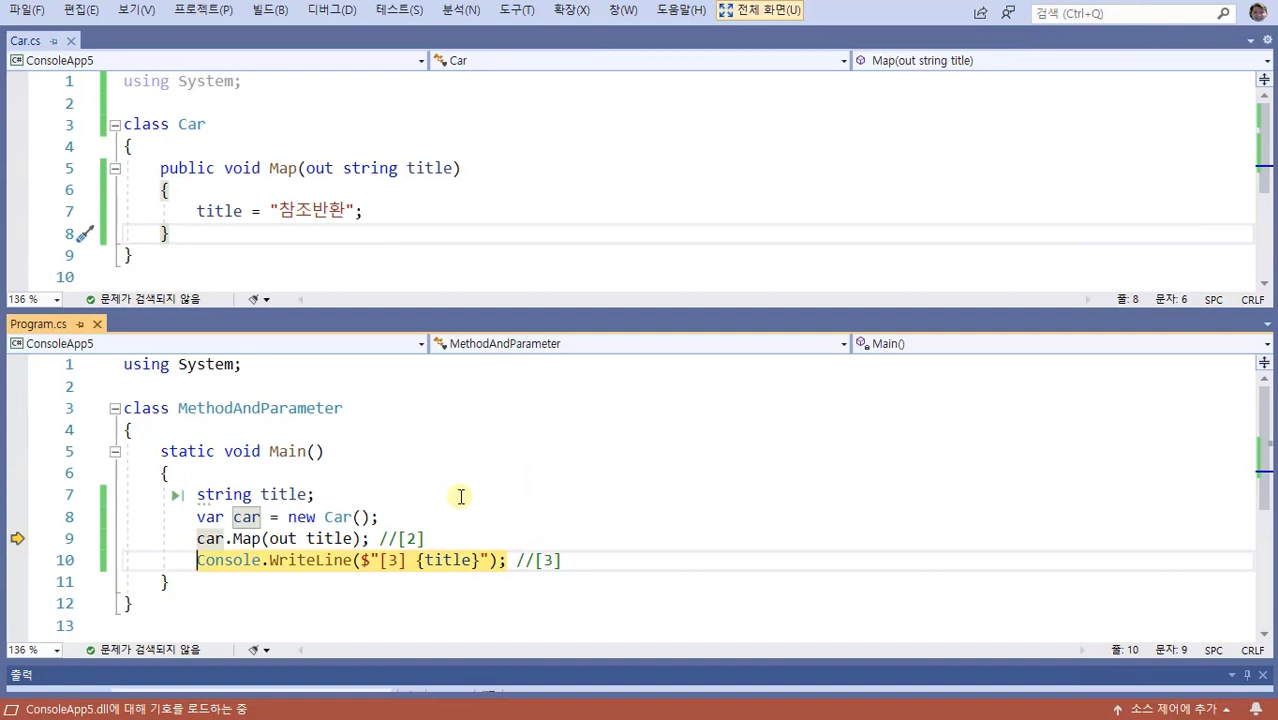 파일(F) 편집(E) 보기(V) 프로젝트(P) 빌드(B) 디버그(D) 테스트(S) 분석(N) 도구(T) 확장(X) 창(W) 도움말(H) 전체 화면(U) 검색 (Ctrl+Q)
Car.cs
C# ConsoleApp5 Car Map(out string title)
1 using System;
2
3 class Car
4 {
5 public void Map(out string title)
6 {
7 title = "참조반환";
8 }
9 }
10
136 % 문제가 검색되지 않음 줄: 8 문자: 6 SPC CRLF
Program.cs
C# ConsoleApp5 MethodAndParameter Main()
1 using System;
2
3 class MethodAndParameter
4 {
5 static void Main()
6 {
7 string title;
8 var car = new Car();
9 car.Map(out title); //[2]
10 Console.WriteLine($"[3] {title}"); //[3]
11 }
12 }
13
136 % 문제가 검색되지 않음 줄: 10 문자: 9 SPC CRLF
출력
ConsoleApp5.dll에 대해 기호를 로드하는 중 소스 제어에 추가